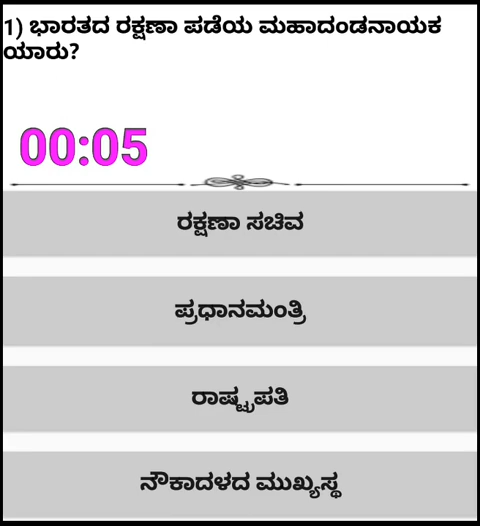 1) ಭಾರತದ ರಕ್ಷಣಾ ಪಡೆಯ ಮಹಾದಂಡನಾಯಕ
ಯಾರು?
00:05
ರಕ್ಷಣಾ ಸಚಿವ
ಪ್ರಧಾನಮಂತ್ರಿ
ರಾಷ್ಟ್ರಪತಿ
ನೌಕಾದಳದ ಮುಖ್ಯಸ್ಥ